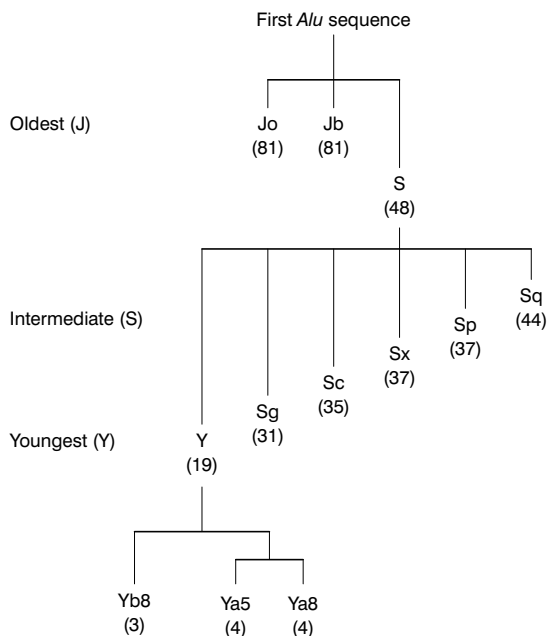 First Alu sequence
Oldest (J)
Jo
(81)
Jb
(81)
S
(48)
Intermediate (S)
Sq
(44)
Sp
(37)
Sx
(37)
Sc
(35)
Sg
(31)
Youngest (Y)
Y
(19)
Yb8
(3)
Ya5
(4)
Ya8
(4)